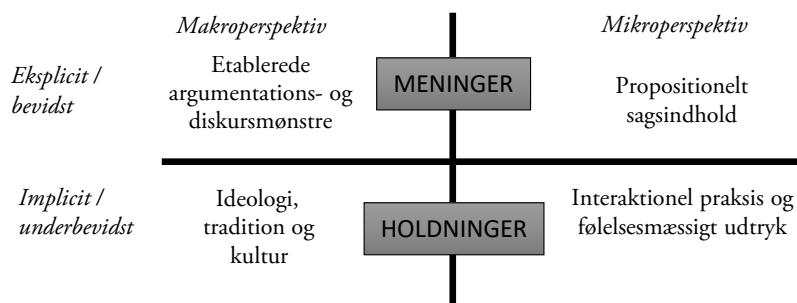 Makroperspektiv
Mikroperspektiv
Eksplicit /
bevidst
Etablerede
argumentations- og
diskursmønstre
MENINGER
Propositionelt
sagsindhold
Implicit /
underbevidst
Ideologi,
tradition og
kultur
HOLDNINGER
Interaktionel praksis og
følelsesmæssigt udtryk